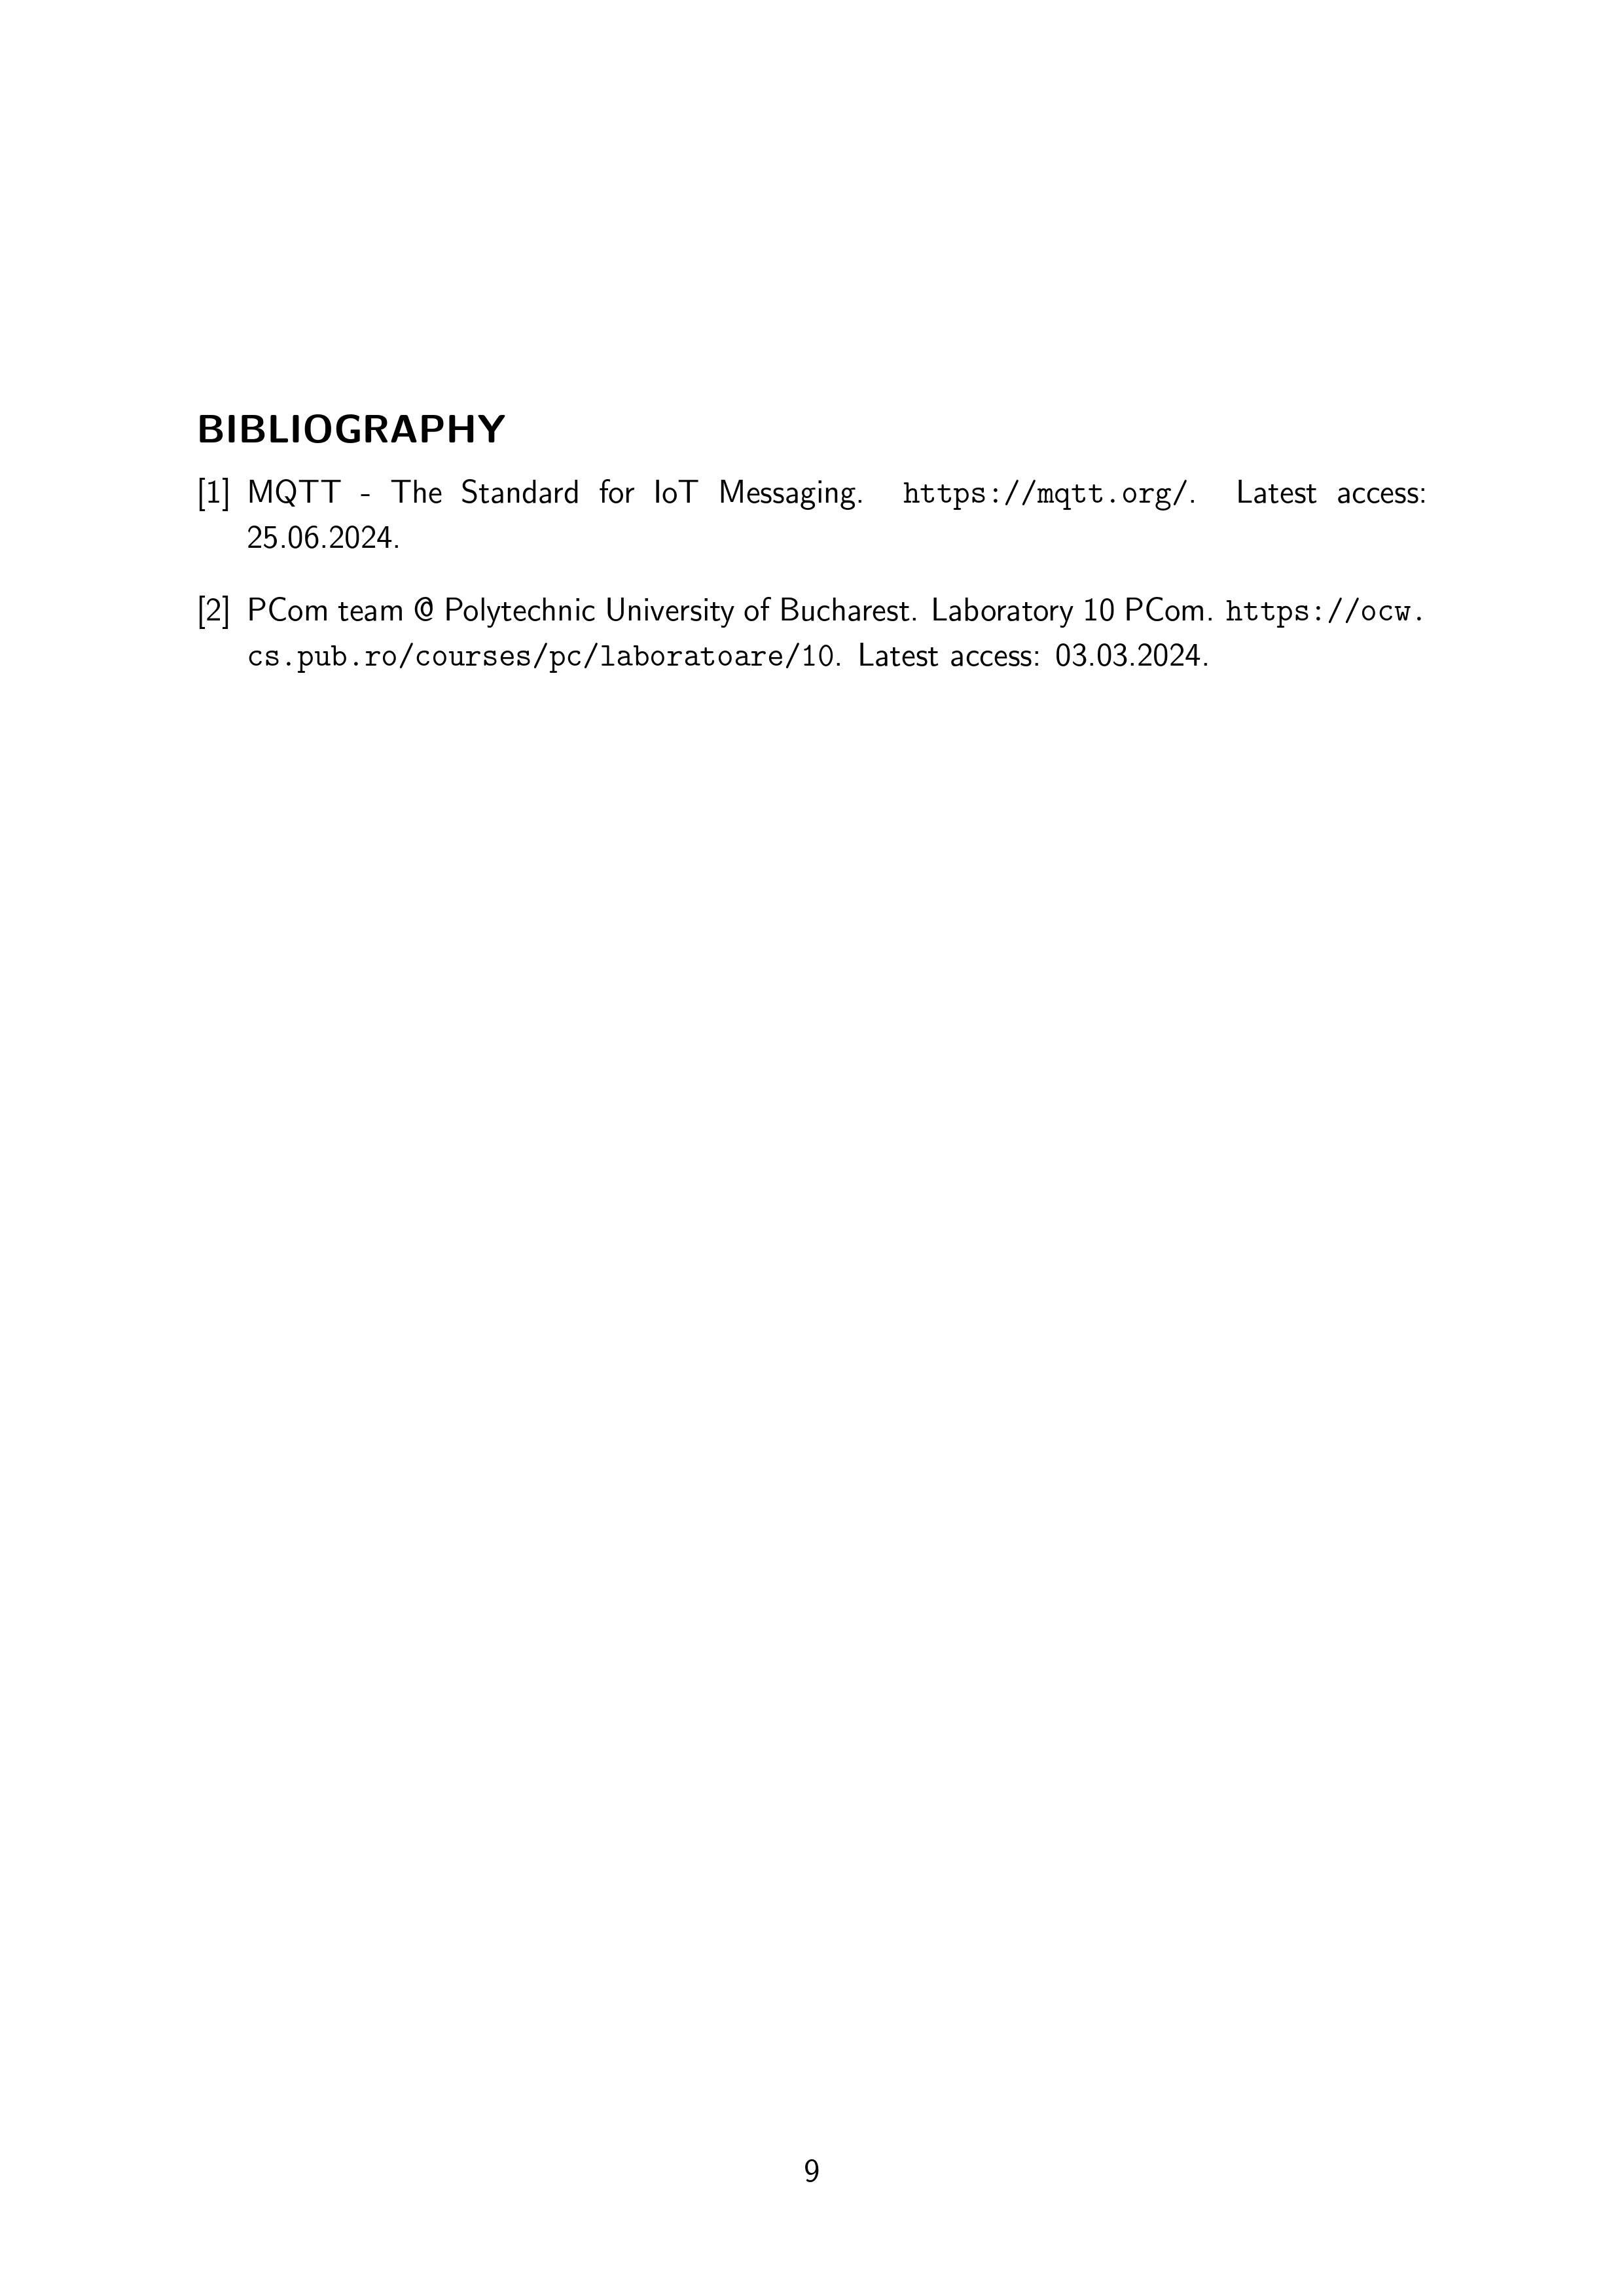 BIBLIOGRAPHY
[1] MQTT - The Standard for IoT Messaging. https://mqtt.org/. Latest access:
25.06.2024.
[2] PCom team @ Polytechnic University of Bucharest. Laboratory 10 PCom. https://ocw.
cs.pub.ro/courses/pc/laboratoare/10. Latest access: 03.03.2024.
9